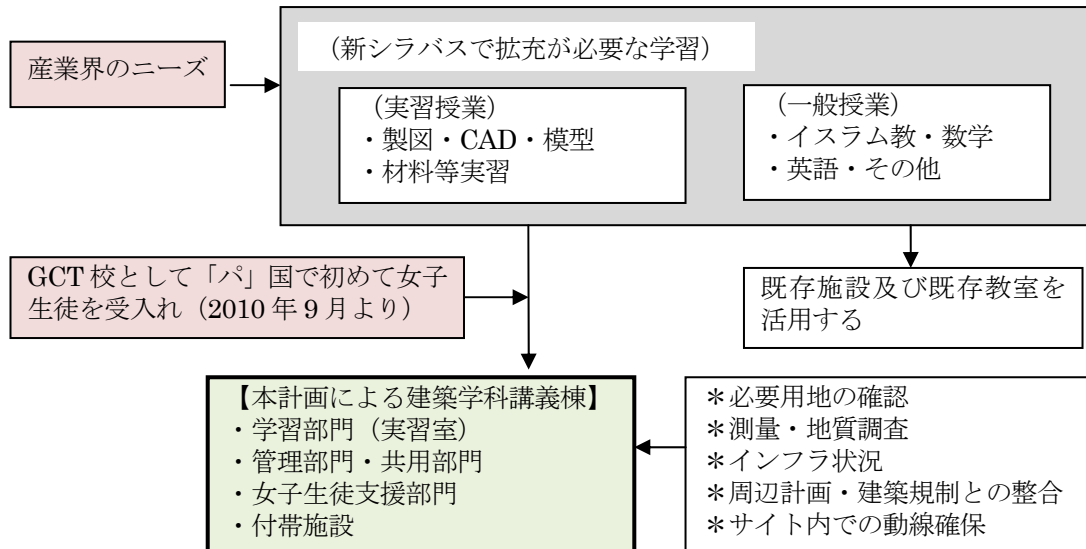 産業界のニーズ
（新シラバスで拡充が必要な学習）
（実習授業）
・製図・CAD・模型
・材料等実習
（一般授業）
・イスラム教・数学
・英語・その他
GCT 校として「パ」国で初めて女子
生徒を受入れ（2010 年 9 月より）
既存施設及び既存教室を
活用する
【本計画による建築学科講義棟】
・学習部門（実習室）
・管理部門・共用部門
・女子生徒支援部門
・付帯施設
＊必要用地の確認
＊測量・地質調査
＊インフラ状況
＊周辺計画・建築規制との整合
＊サイト内での動線確保